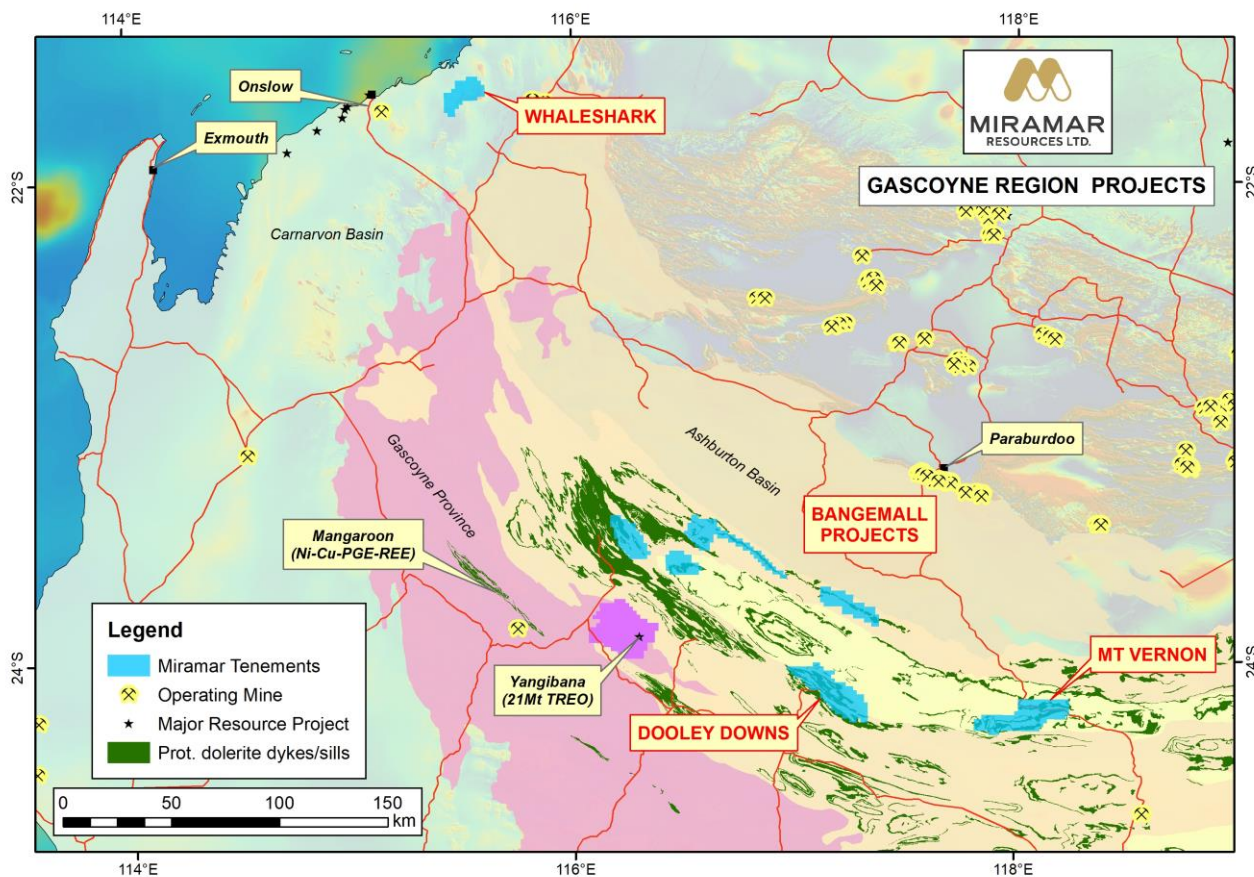 114°E
116°E
118°E
Onslow
WHALESHARK
MIRAMAR
RESOURCES LTD.
Exmouth
22°S
22°S
GASCOYNE REGION PROJECTS
Carnarvon Basin
Gascoyne Province
Ashburton Basin
Paraburdoo
BANGEMALL
PROJECTS
Mangaroon
(Ni-Cu-PGE-REE)
Legend
Miramar Tenements
Operating Mine
Major Resource Project
Prot. dolerite dykes/sills
0
50
100
150
km
24°S
24°S
MT VERNON
Yangibana
(21Mt TREO)
DOOLEY DOWNS
114°E
116°E
118°E